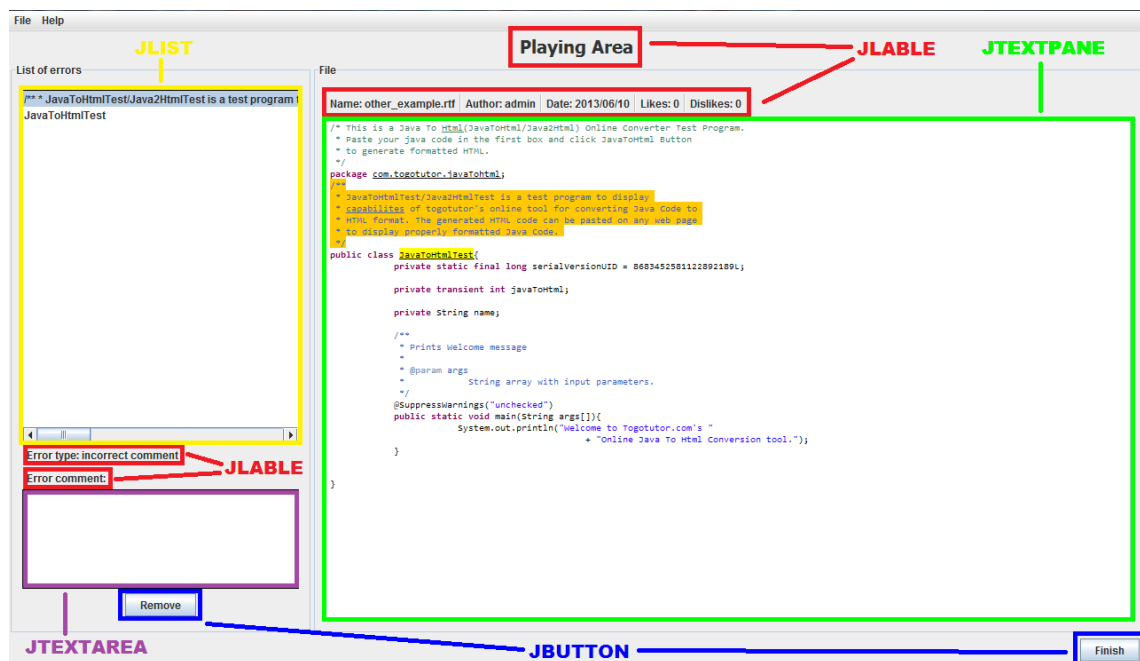 File Help
JLIST
Playing Area
JLABLE
JTEXTPANE
List of errors
/** * JavaToHtmlTest/Java2HtmlTest is a test program t
JavaToHtmlTest
File
Name: other_example.rtf Author: admin Date: 2013/06/10 Likes: 0 Dislikes: 0
/* This is a Java To Html(JavaToHtml/Java2Html) Online Converter Test Program.
* Paste your java code in the first box and click JavaToHtml Button
* to generate formatted HTML.
*/
package com.togotutor.javaTohtml;
/**
* JavaToHtmlTest/Java2HtmlTest is a test program to display
* capabilites of togotutor's online tool for converting Java Code to
* HTML format. The generated HTML code can be pasted on any web page
* to display properly formatted Java Code.
*/
public class JavaToHtmlTest{
private static final long serialVersionUID = 8683452581122892189L;
private transient int javaToHtml;
private String name;
/**
* Prints Welcome message
*
* @param args
* String array with input parameters.
*/
@SuppressWarnings("unchecked")
public static void main(String args[]){
System.out.println("Welcome to Togotutor.com's "
+ "Online Java To Html Conversion tool.");
}
}
Error type: incorrect comment
JLABLE
Error comment:
Remove
JTEXTAREA
JBUTTON
Finish